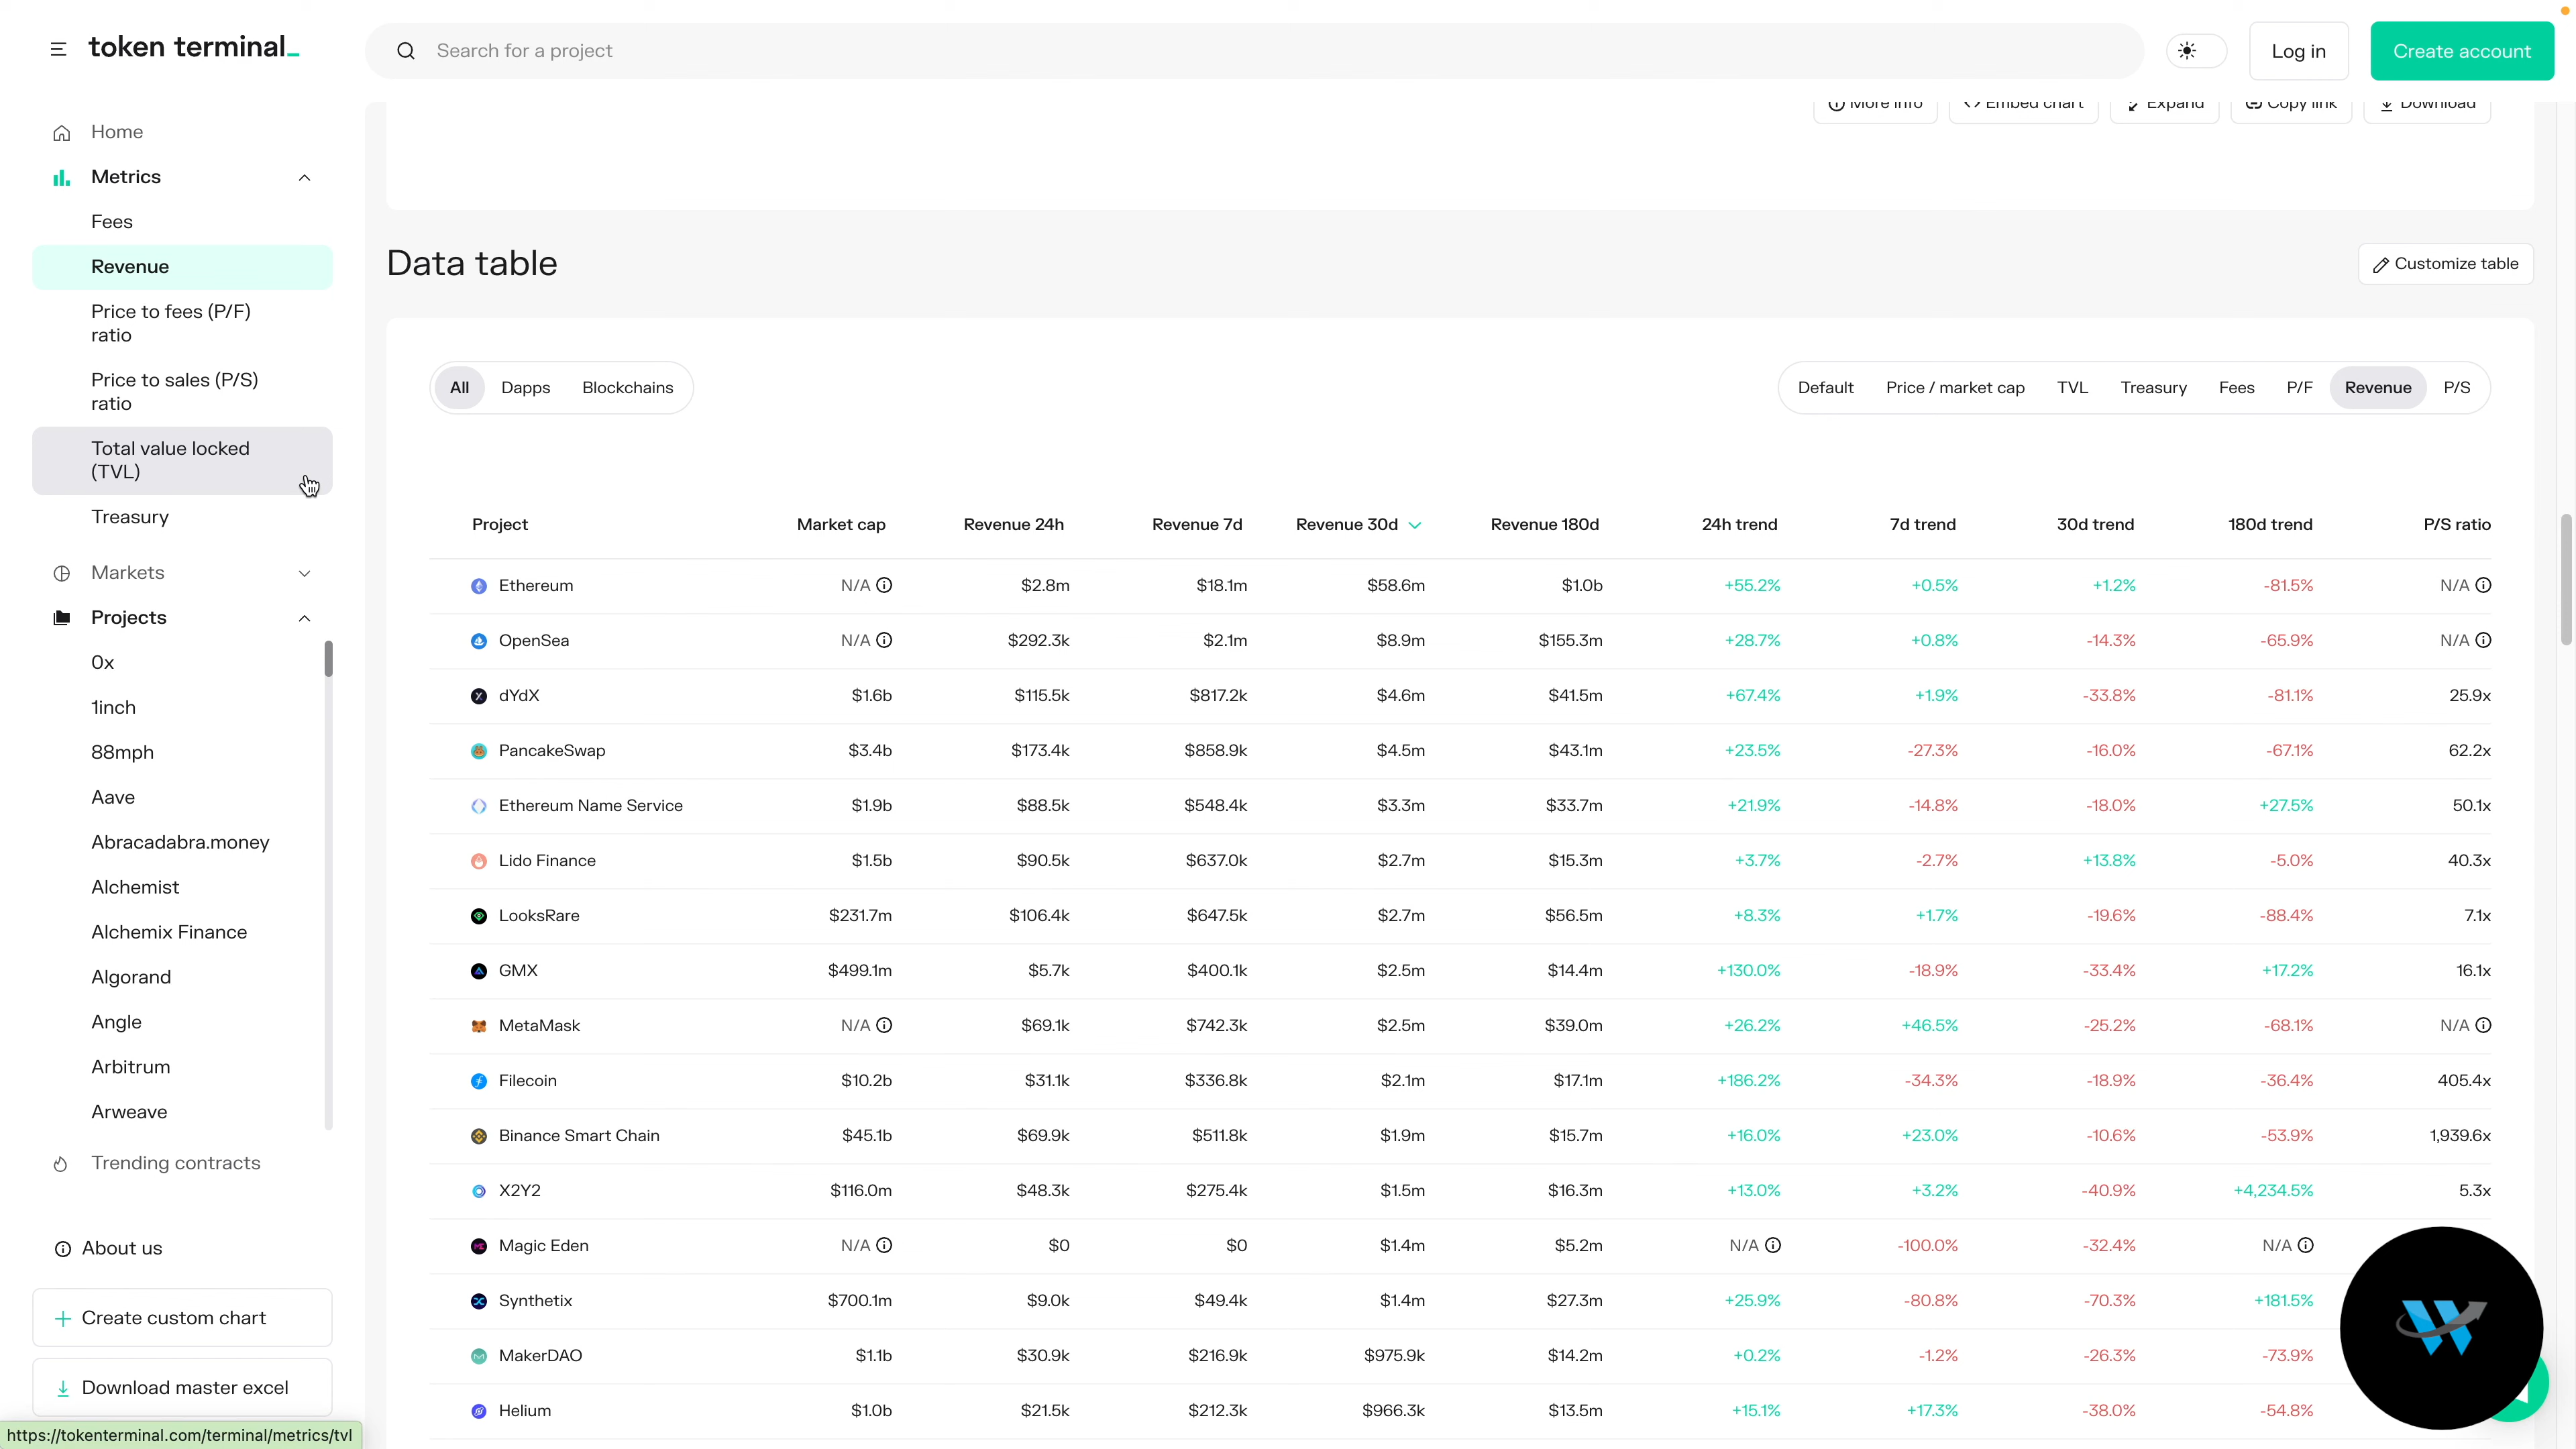 token terminal_
Search for a project
Log in
Create account
More info
Embed chart
Expand
Copy link
Download
Home
Metrics
Fees
Revenue
Price to fees (P/F)
ratio
Price to sales (P/S)
ratio
Total value locked
(TVL)
Treasury
Markets
Projects
0x
1inch
88mph
Aave
Abracadabra.money
Alchemist
Alchemix Finance
Algorand
Angle
Arbitrum
Arweave
Trending contracts
About us
Create custom chart
Download master excel
https://tokenterminal.com/terminal/metrics/tvl
Data table
Customize table
All Dapps Blockchains
Default Price / market cap TVL Treasury Fees P/F Revenue P/S
Project Market cap Revenue 24h Revenue 7d Revenue 30d Revenue 180d 24h trend 7d trend 30d trend 180d trend P/S ratio
Ethereum N/A $2.8m $18.1m $58.6m $1.0b +55.2% +0.5% +1.2% -81.5% N/A
OpenSea N/A $292.3k $2.1m $8.9m $155.3m +28.7% +0.8% -14.3% -65.9% N/A
dYdX $1.6b $115.5k $817.2k $4.6m $41.5m +67.4% +1.9% -33.8% -81.1% 25.9x
PancakeSwap $3.4b $173.4k $858.9k $4.5m $43.1m +23.5% -27.3% -16.0% -67.1% 62.2x
Ethereum Name Service $1.9b $88.5k $548.4k $3.3m $33.7m +21.9% -14.8% -18.0% +27.5% 50.1x
Lido Finance $1.5b $90.5k $637.0k $2.7m $15.3m +3.7% -2.7% +13.8% -5.0% 40.3x
LooksRare $231.7m $106.4k $647.5k $2.7m $56.5m +8.3% +1.7% -19.6% -88.4% 7.1x
GMX $499.1m $5.7k $400.1k $2.5m $14.4m +130.0% -18.9% -33.4% +17.2% 16.1x
MetaMask N/A $69.1k $742.3k $2.5m $39.0m +26.2% +46.5% -25.2% -68.1% N/A
Filecoin $10.2b $31.1k $336.8k $2.1m $17.1m +186.2% -34.3% -18.9% -36.4% 405.4x
Binance Smart Chain $45.1b $69.9k $511.8k $1.9m $15.7m +16.0% +23.0% -10.6% -53.9% 1,939.6x
X2Y2 $116.0m $48.3k $275.4k $1.5m $16.3m +13.0% +3.2% -40.9% +4,234.5% 5.3x
Magic Eden N/A $0 $0 $1.4m $5.2m N/A -100.0% -32.4% N/A
Synthetix $700.1m $9.0k $49.4k $1.4m $27.3m +25.9% -80.8% -70.3% +181.5%
MakerDAO $1.1b $30.9k $216.9k $975.9k $14.2m +0.2% -1.2% -26.3% -73.9%
Helium $1.0b $21.5k $212.3k $966.3k $13.5m +15.1% +17.3% -38.0% -54.8%